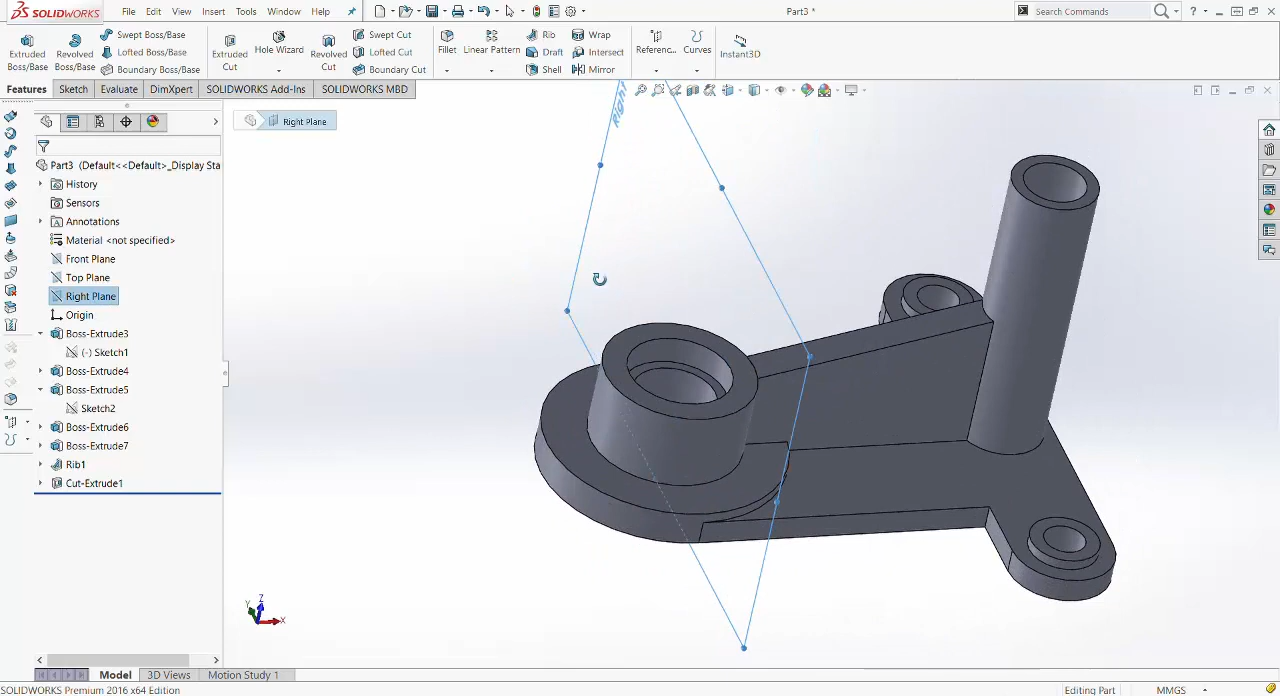 SOLIDWORKS File Edit View Insert Tools Window Help Part3 * Search Commands ?
Extruded Boss/Base
Revolved Boss/Base
Swept Boss/Base
Lofted Boss/Base
Boundary Boss/Base
Extruded Cut
Hole Wizard
Revolved Cut
Swept Cut
Lofted Cut
Boundary Cut
Fillet
Linear Pattern
Rib
Draft
Shell
Wrap
Intersect
Mirror
Referenc...
Curves
Instant3D
Features Sketch Evaluate DimXpert SOLIDWORKS Add-Ins SOLIDWORKS MBD
Right Plane
Right
Part3 (Default<<Default>_Display Sta
History
Sensors
Annotations
Material <not specified>
Front Plane
Top Plane
Right Plane
Origin
Boss-Extrude3
(-) Sketch1
Boss-Extrude4
Boss-Extrude5
Sketch2
Boss-Extrude6
Boss-Extrude7
Rib1
Cut-Extrude1
Y Z X
Model 3D Views Motion Study 1
SOLIDWORKS Premium 2016 x64 Edition Editing Part MMGS